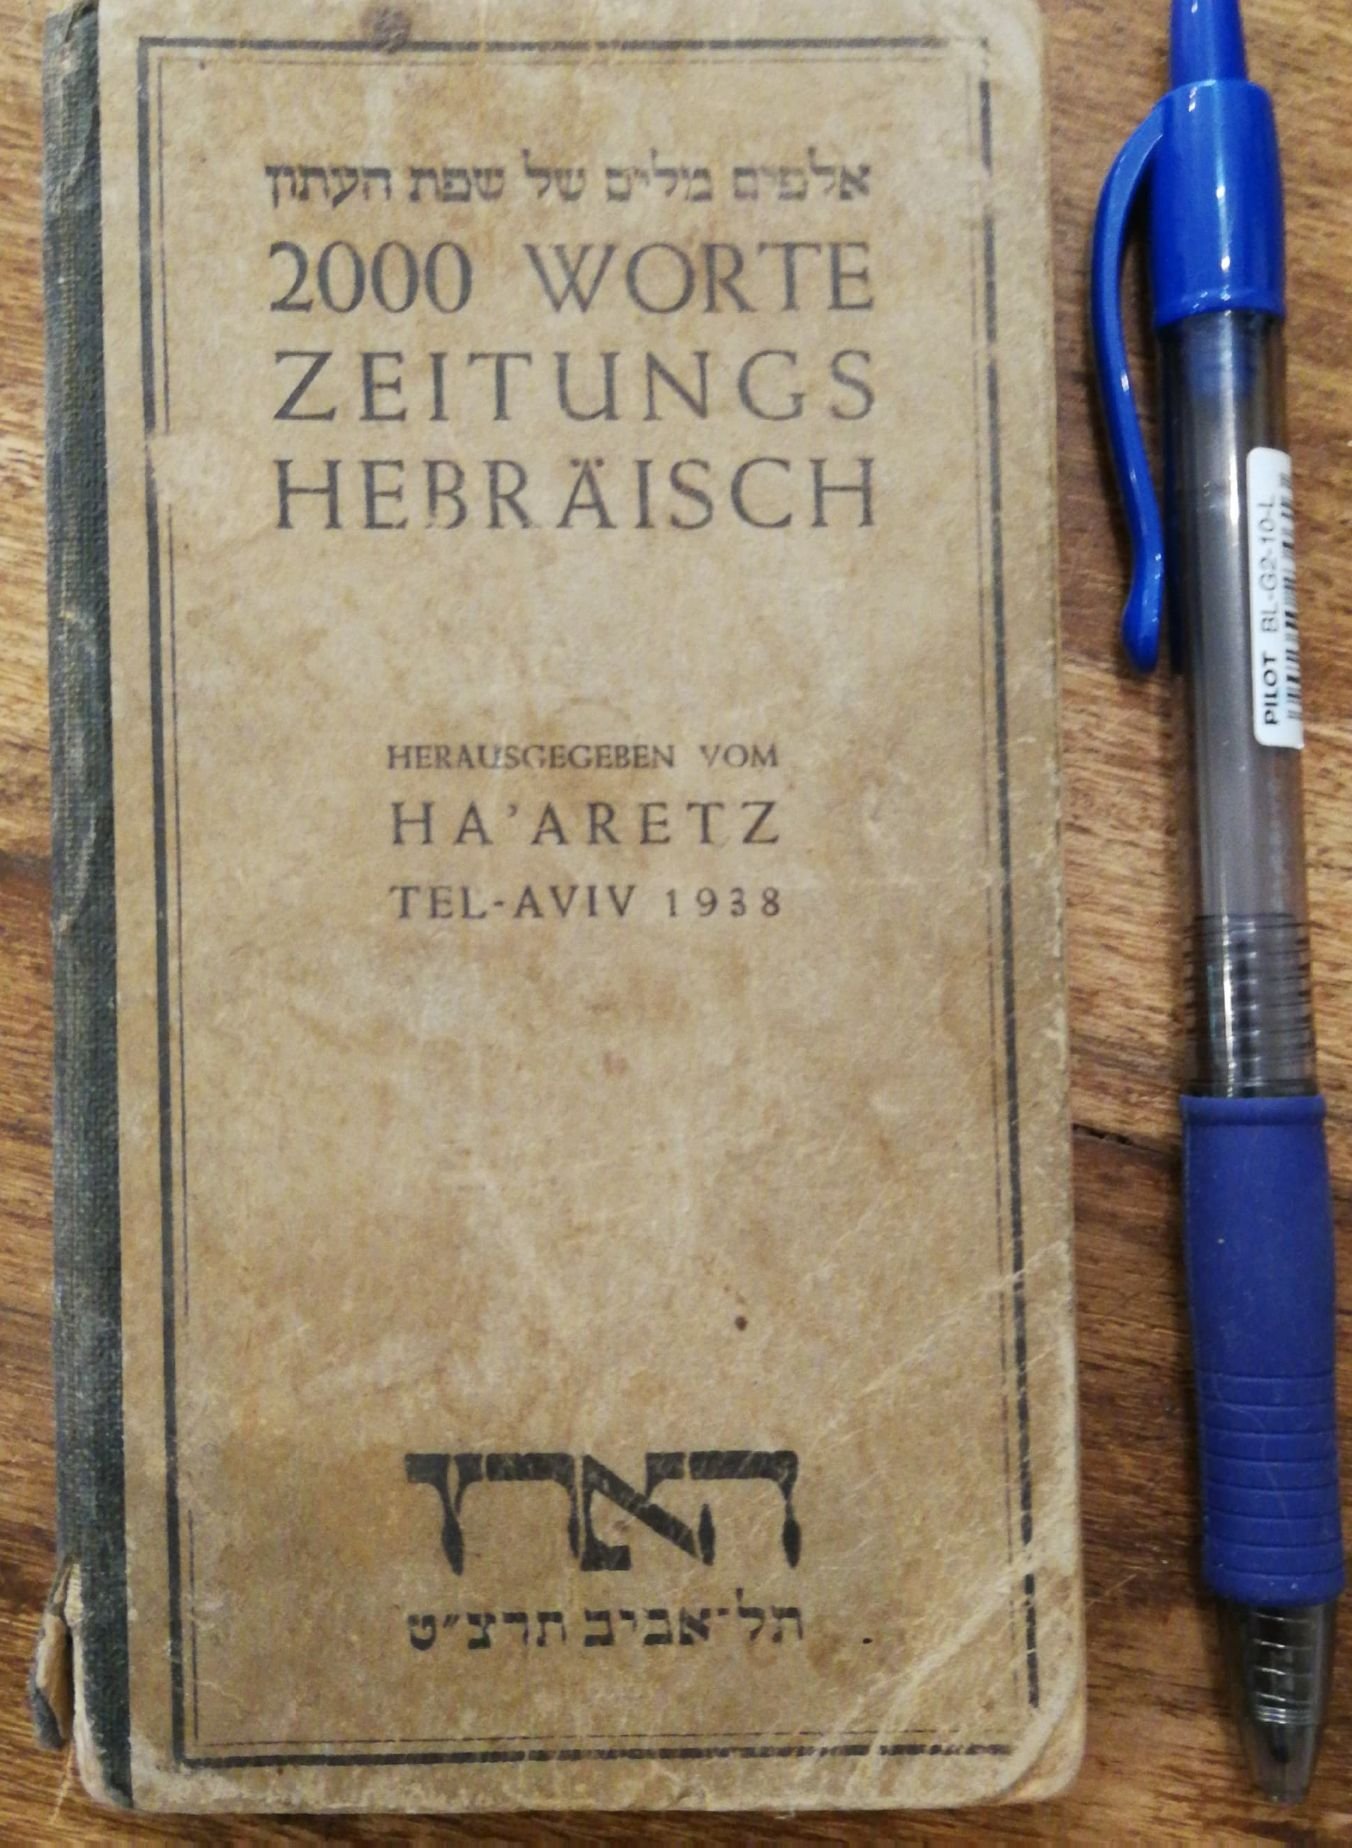 אלפים מלים של שפת העתון
2000 WORTE
ZEITUNGS
HEBRÄISCH
HERAUSGEGEBEN VOM
HA'ARETZ
TEL-AVIV 1938
הארץ
תל־אביב תרצ״ט
PILOT BL-G2-10-L